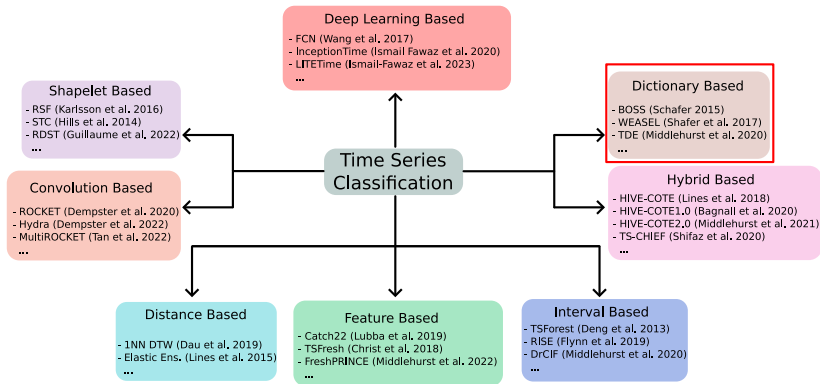 Deep Learning Based
- FCN (Wang et al. 2017)
- InceptionTime (Ismail Fawaz et al. 2020)
- LITETime (Ismail-Fawaz et al. 2023)
...
Shapelet Based
- RSF (Karlsson et al. 2016)
- STC (Hills et al. 2014)
- RDST (Guillaume et al. 2022)
...
Dictionary Based
- BOSS (Schafer 2015)
- WEASEL (Shafer et al. 2017)
- TDE (Middlehurst et al. 2020)
...
Time Series
Classification
Convolution Based
- ROCKET (Dempster et al. 2020)
- Hydra (Dempster et al. 2022)
- MultiROCKET (Tan et al. 2022)
...
Hybrid Based
- HIVE-COTE (Lines et al. 2018)
- HIVE-COTE1.0 (Bagnall et al. 2020)
- HIVE-COTE2.0 (Middlehurst et al. 2021)
- TS-CHIEF (Shifaz et al. 2020)
...
Distance Based
- 1NN DTW (Dau et al. 2019)
- Elastic Ens. (Lines et al. 2015)
...
Feature Based
- Catch22 (Lubba et al. 2019)
- TSFresh (Christ et al. 2018)
- FreshPRINCE (Middlehurst et al. 2022)
...
Interval Based
- TSForest (Deng et al. 2013)
- RISE (Flynn et al. 2019)
- DrCIF (Middlehurst et al. 2020)
...